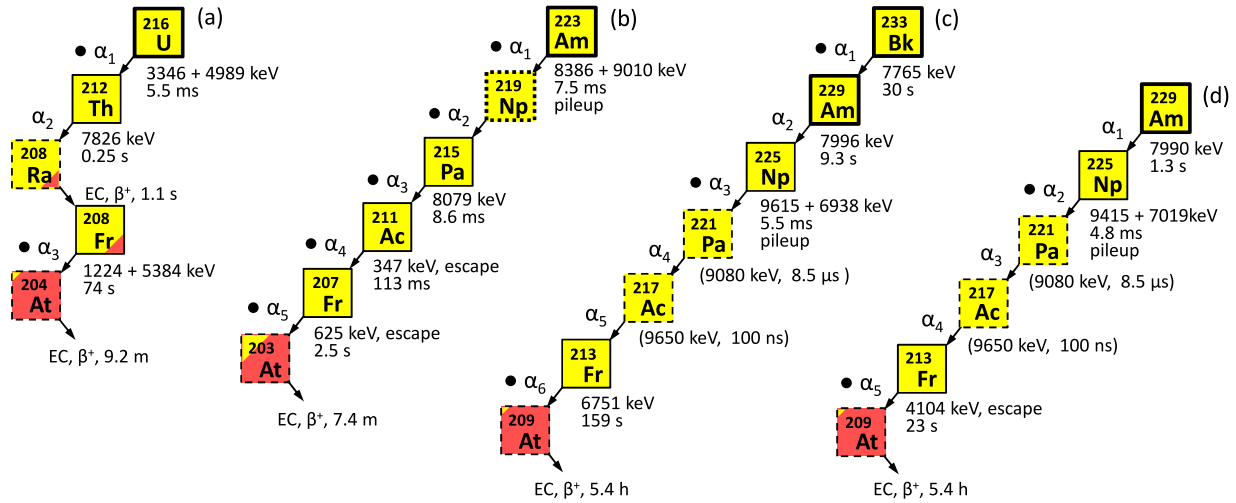 (a)
216
U
● α₁
3346 + 4989 keV
5.5 ms
212
Th
α₂
7826 keV
0.25 s
208
Ra
EC, β⁺, 1.1 s
208
Fr
● α₃
1224 + 5384 keV
74 s
204
At
EC, β⁺, 9.2 m
(b)
223
Am
● α₁
8386 + 9010 keV
7.5 ms
pileup
219
Np
● α₂
215
Pa
8079 keV
8.6 ms
● α₃
211
Ac
347 keV, escape
113 ms
● α₄
207
Fr
625 keV, escape
2.5 s
● α₅
203
At
EC, β⁺, 7.4 m
(c)
233
Bk
● α₁
7765 keV
30 s
229
Am
α₂
7996 keV
9.3 s
225
Np
● α₃
9615 + 6938 keV
5.5 ms
pileup
221
Pa
α₄
(9080 keV, 8.5 μs )
217
Ac
α₅
(9650 keV, 100 ns)
213
Fr
● α₆
6751 keV
159 s
209
At
EC, β⁺, 5.4 h
(d)
229
Am
α₁
7990 keV
1.3 s
225
Np
● α₂
9415 + 7019keV
4.8 ms
pileup
221
Pa
α₃
(9080 keV, 8.5 μs)
217
Ac
α₄
(9650 keV, 100 ns)
213
Fr
● α₅
4104 keV, escape
23 s
209
At
EC, β⁺, 5.4 h